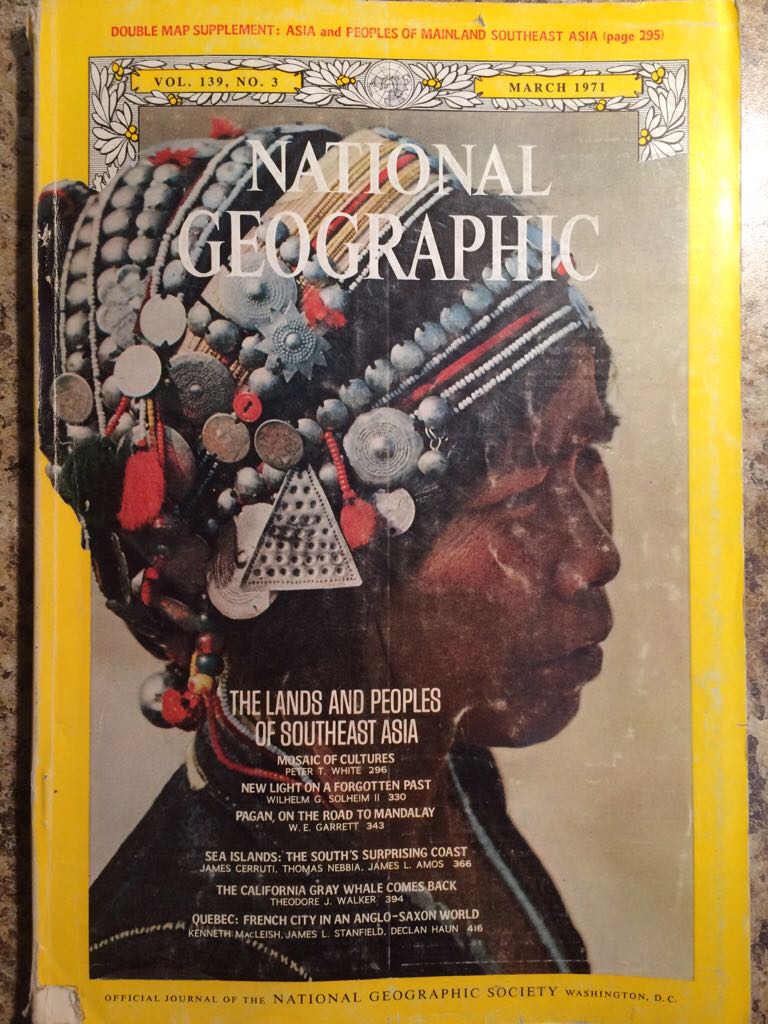 DOUBLE MAP SUPPLEMENT: ASIA and PEOPLES OF MAINLAND SOUTHEAST ASIA (page 295)
VOL. 139, NO. 3
MARCH 1971
NATIONAL
GEOGRAPHIC
THE LANDS AND PEOPLES
OF SOUTHEAST ASIA
MOSAIC OF CULTURES
PETER T. WHITE 296
NEW LIGHT ON A FORGOTTEN PAST
WILHELM G. SOLHEIM II 330
PAGAN, ON THE ROAD TO MANDALAY
W. E. GARRETT 343
SEA ISLANDS: THE SOUTH'S SURPRISING COAST
JAMES CERRUTI, THOMAS NEBBIA, JAMES L. AMOS 366
THE CALIFORNIA GRAY WHALE COMES BACK
THEODORE J. WALKER 394
QUEBEC: FRENCH CITY IN AN ANGLO-SAXON WORLD
KENNETH MacLEISH, JAMES L. STANFIELD, DECLAN HAUN 416
OFFICIAL JOURNAL OF THE NATIONAL GEOGRAPHIC SOCIETY WASHINGTON, D.C.